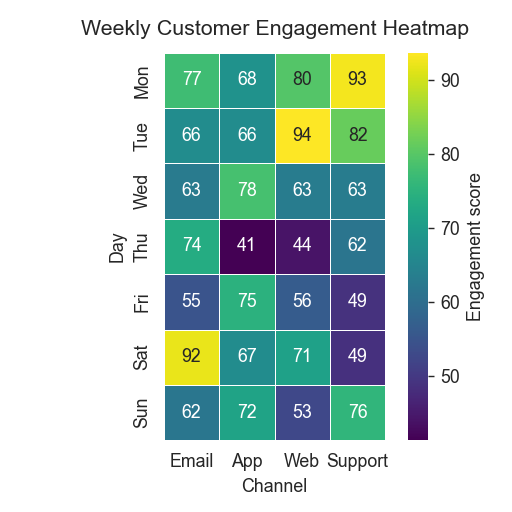 Weekly Customer Engagement Heatmap
Mon 77 68 80 93
Tue 66 66 94 82
Wed 63 78 63 63
Thu 74 41 44 62
Fri 55 75 56 49
Sat 92 67 71 49
Sun 62 72 53 76
Email App Web Support
Channel
Day
90
80
70
60
50
Engagement score